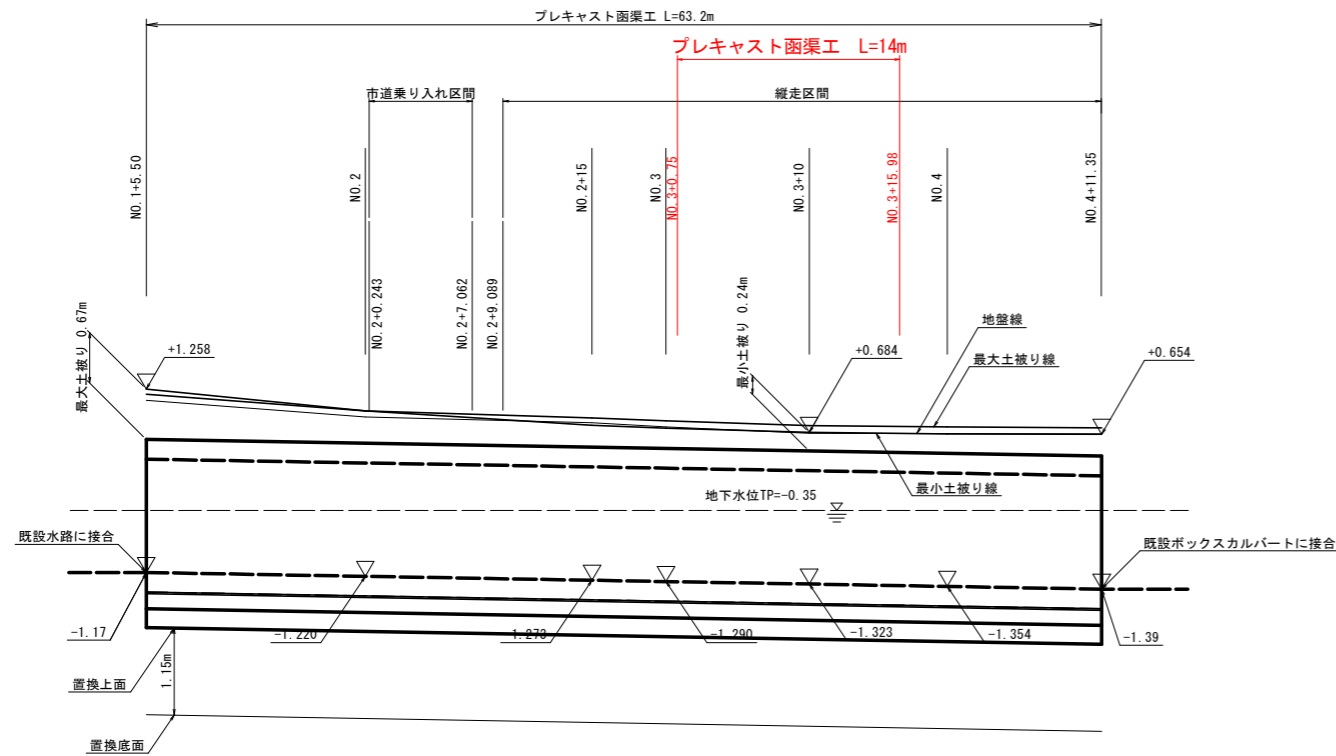 プレキャスト函渠工 L=63.2m
プレキャスト函渠工 L=14m
市道乗り入れ区間
縦走区間
NO.1+5.50
NO.2
NO.2+0.243
NO.2+7.062
NO.2+9.089
NO.2+15
NO.3
NO.3+0.75
NO.3+10
NO.3+15.98
NO.4
NO.4+11.35
最大土被り 0.67m
+1.258
最小土被り 0.24m
+0.684
地盤線
最大土被り線
+0.654
最小土被り線
地下水位TP=-0.35
既設水路に接合
既設ボックスカルバートに接合
-1.17
-1.220
-1.273
-1.290
-1.323
-1.354
-1.39
置換上面
1.15m
置換底面